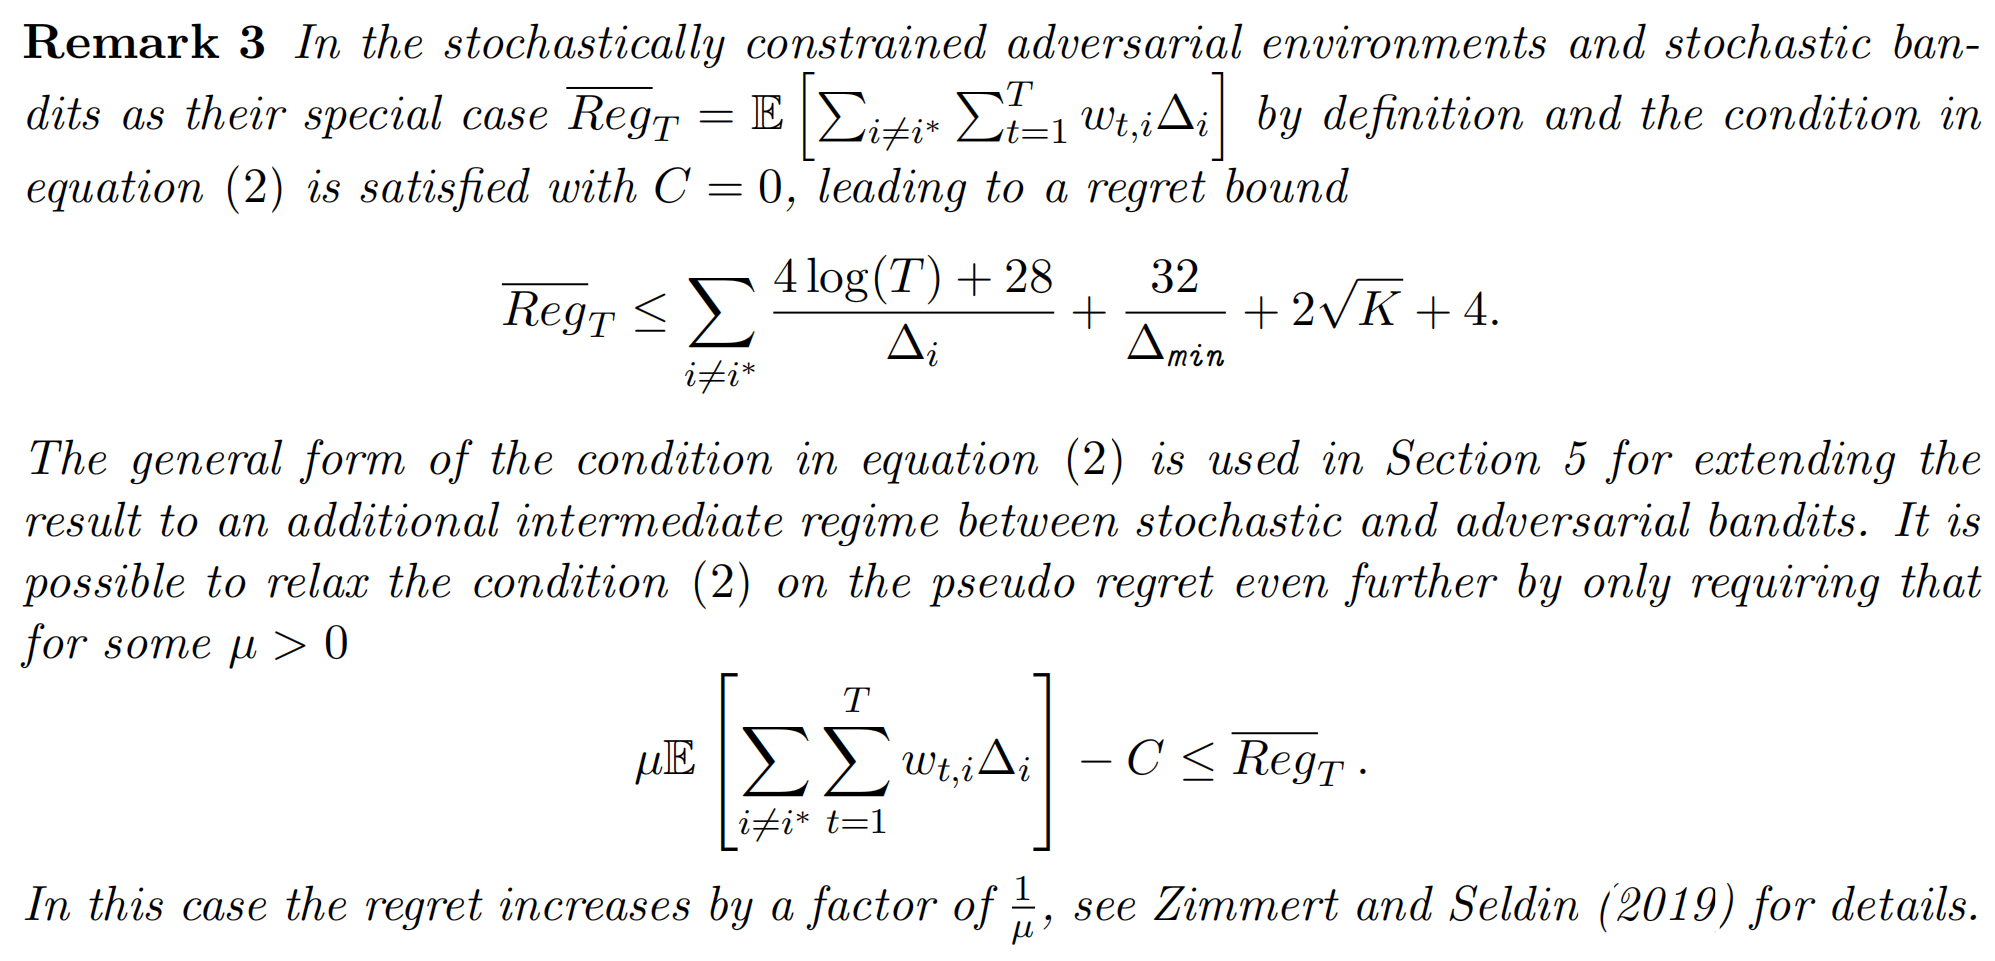 Remark 3 In the stochastically constrained adversarial environments and stochastic ban-
dits as their special case $\overline{Reg}_T = \mathbb{E}\left[\sum_{i \neq i^*} \sum_{t=1}^{T} w_{t,i} \Delta_i\right]$ by definition and the condition in
equation (2) is satisfied with $C = 0$, leading to a regret bound
$\overline{Reg}_T \leq \sum_{i \neq i^*} \frac{4 \log(T) + 28}{\Delta_i} + \frac{32}{\Delta_{min}} + 2\sqrt{K} + 4.$
The general form of the condition in equation (2) is used in Section 5 for extending the
result to an additional intermediate regime between stochastic and adversarial bandits. It is
possible to relax the condition (2) on the pseudo regret even further by only requiring that
for some $\mu > 0$
$\mu \mathbb{E}\left[\sum_{i \neq i^*} \sum_{t=1}^{T} w_{t,i} \Delta_i\right] - C \leq \overline{Reg}_T .$
In this case the regret increases by a factor of $\frac{1}{\mu}$, see Zimmert and Seldin (2019) for details.